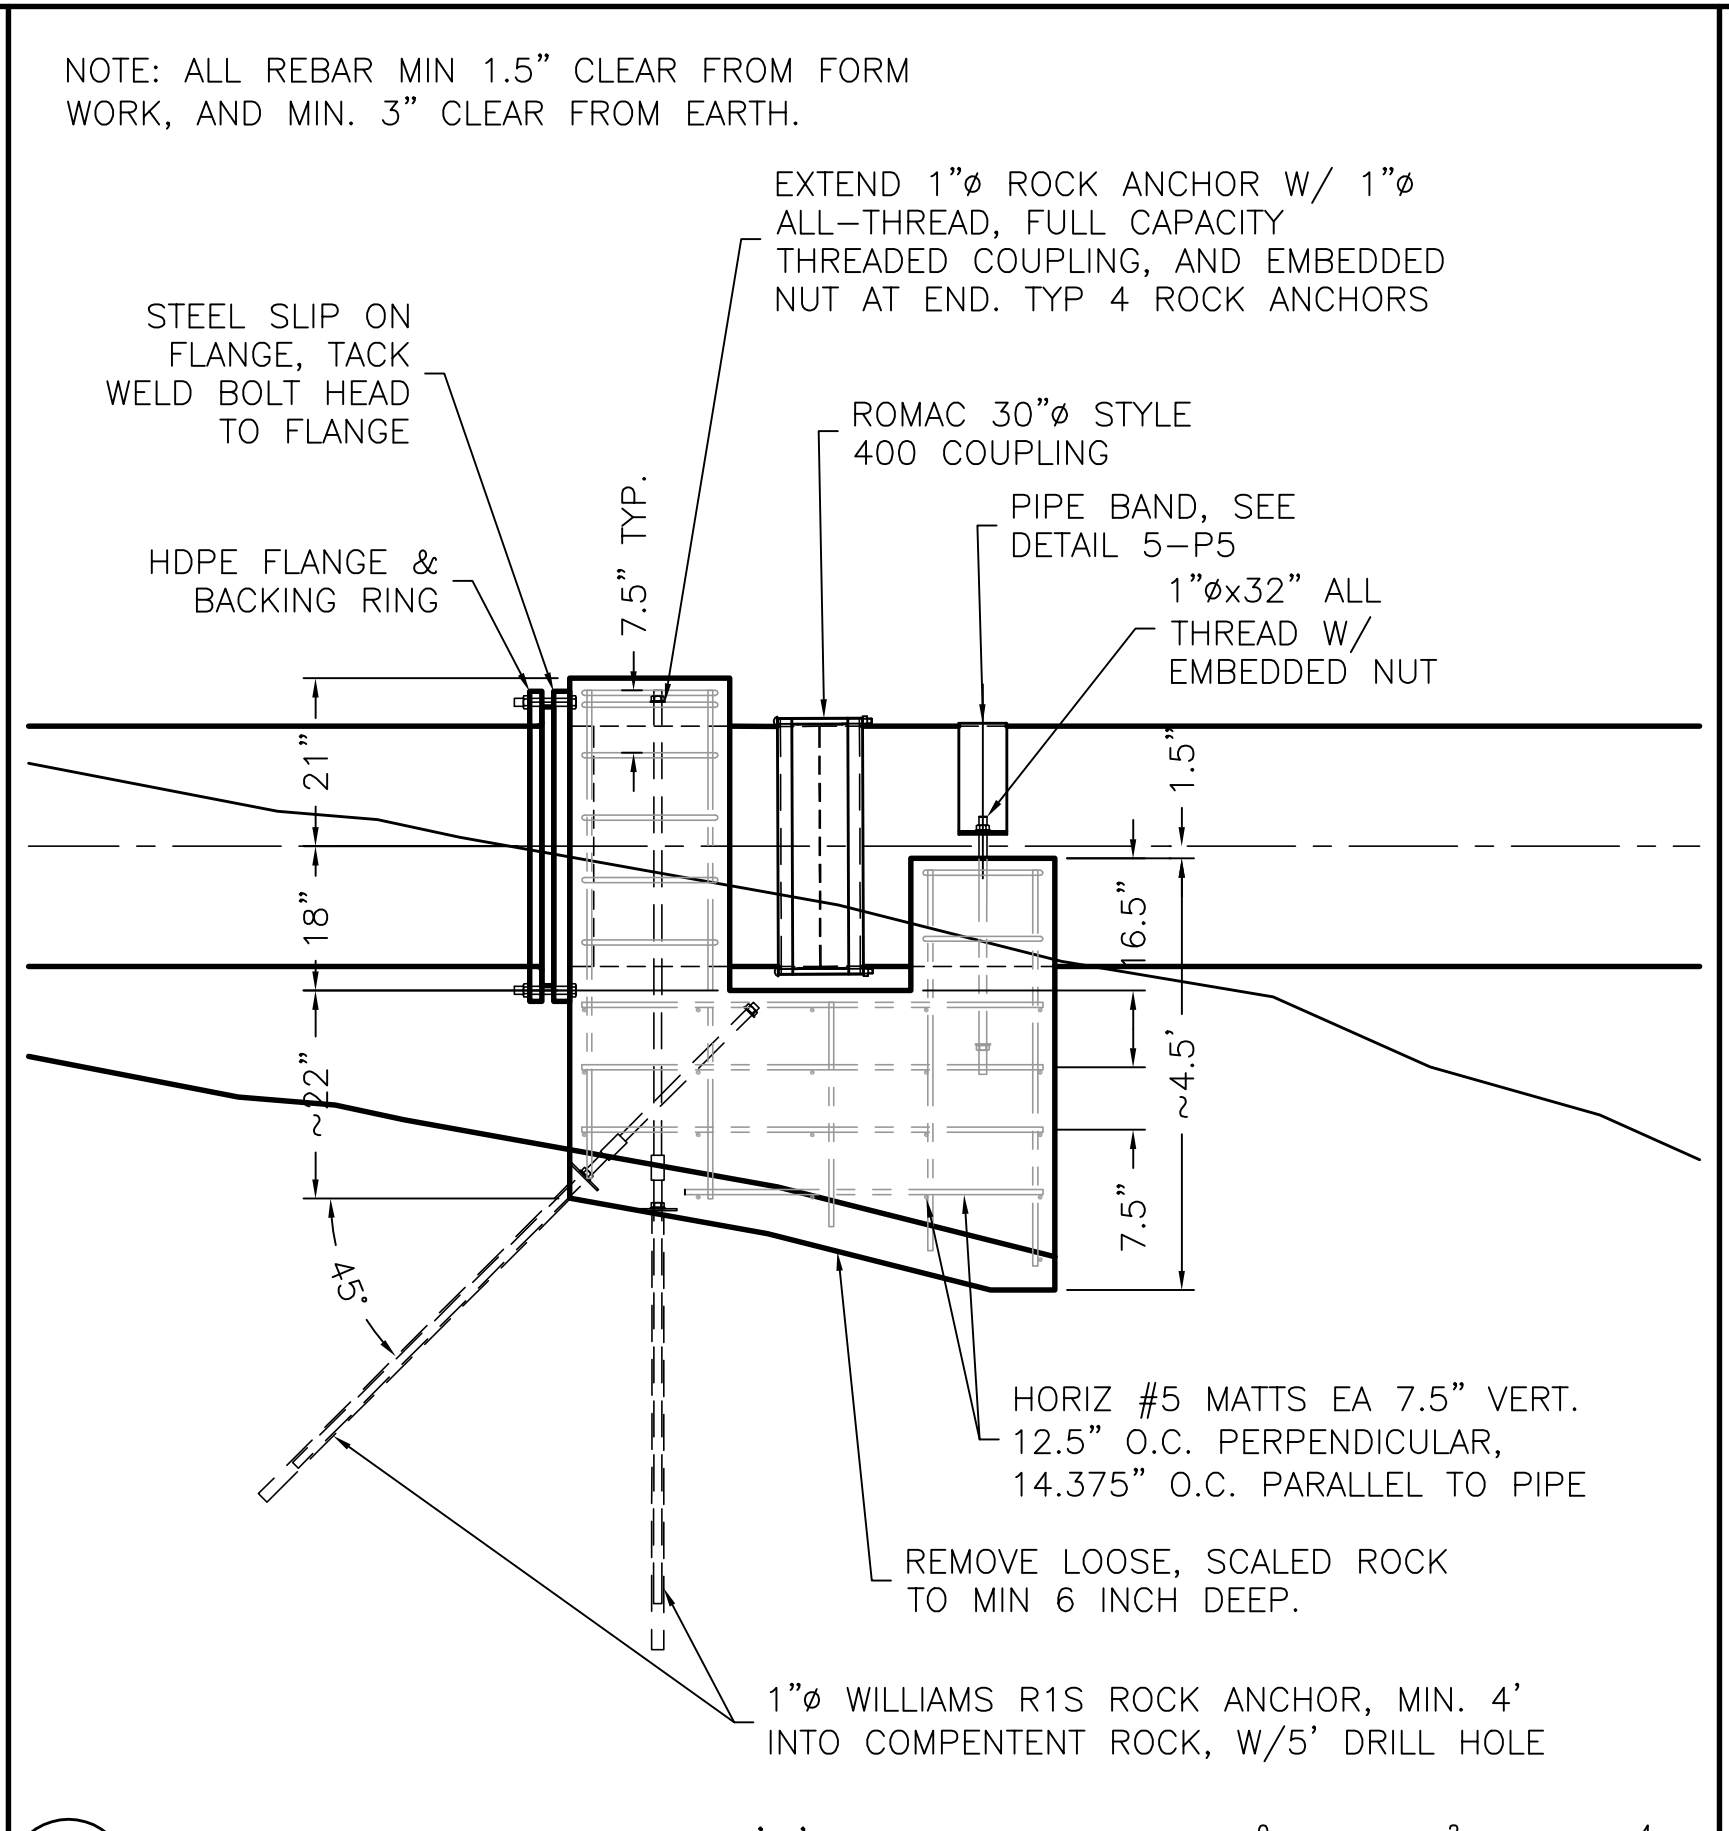 NOTE: ALL REBAR MIN 1.5" CLEAR FROM FORM
WORK, AND MIN. 3" CLEAR FROM EARTH.
EXTEND 1"ø ROCK ANCHOR W/ 1"ø
ALL-THREAD, FULL CAPACITY
THREADED COUPLING, AND EMBEDDED
NUT AT END. TYP 4 ROCK ANCHORS
STEEL SLIP ON
FLANGE, TACK
WELD BOLT HEAD
TO FLANGE
ROMAC 30"ø STYLE
400 COUPLING
7.5" TYP.
PIPE BAND, SEE
DETAIL 5-P5
HDPE FLANGE &
BACKING RING
1"øx32" ALL
THREAD W/
EMBEDDED NUT
21"
1.5"
18"
16.5"
~22"
~4.5'
7.5"
45°
HORIZ #5 MATTS EA 7.5" VERT.
12.5" O.C. PERPENDICULAR,
14.375" O.C. PARALLEL TO PIPE
REMOVE LOOSE, SCALED ROCK
TO MIN 6 INCH DEEP.
1"ø WILLIAMS R1S ROCK ANCHOR, MIN. 4'
INTO COMPENTENT ROCK, W/5' DRILL HOLE